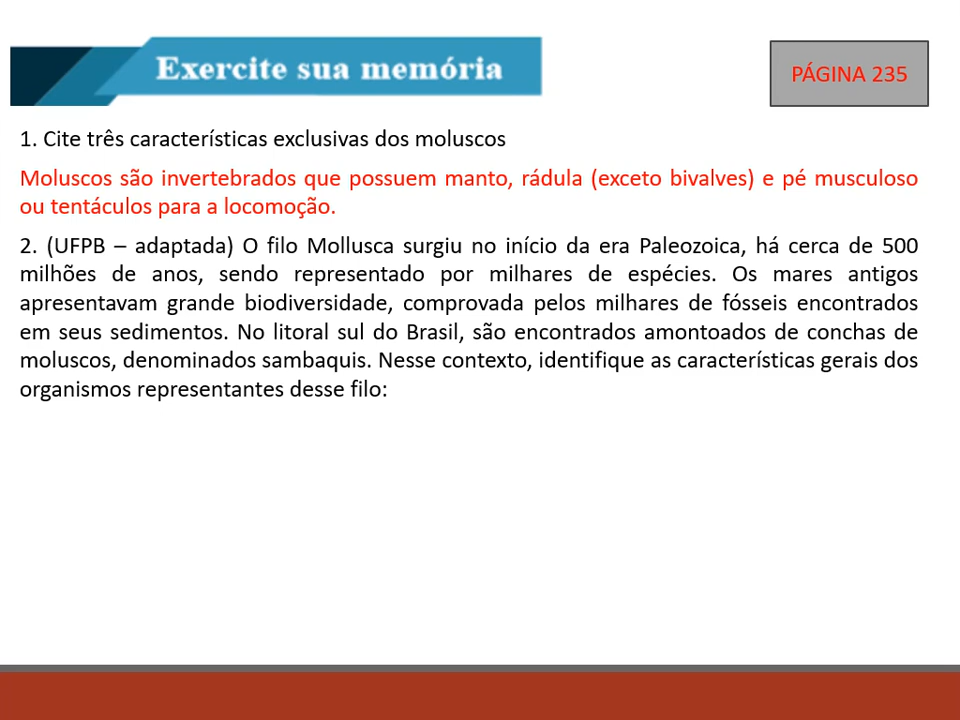 Exercite sua memória
PÁGINA 235
1. Cite três características exclusivas dos moluscos
Moluscos são invertebrados que possuem manto, rádula (exceto bivalves) e pé musculoso
ou tentáculos para a locomoção.
2. (UFPB – adaptada) O filo Mollusca surgiu no início da era Paleozoica, há cerca de 500
milhões de anos, sendo representado por milhares de espécies. Os mares antigos
apresentavam grande biodiversidade, comprovada pelos milhares de fósseis encontrados
em seus sedimentos. No litoral sul do Brasil, são encontrados amontoados de conchas de
moluscos, denominados sambaquis. Nesse contexto, identifique as características gerais dos
organismos representantes desse filo: